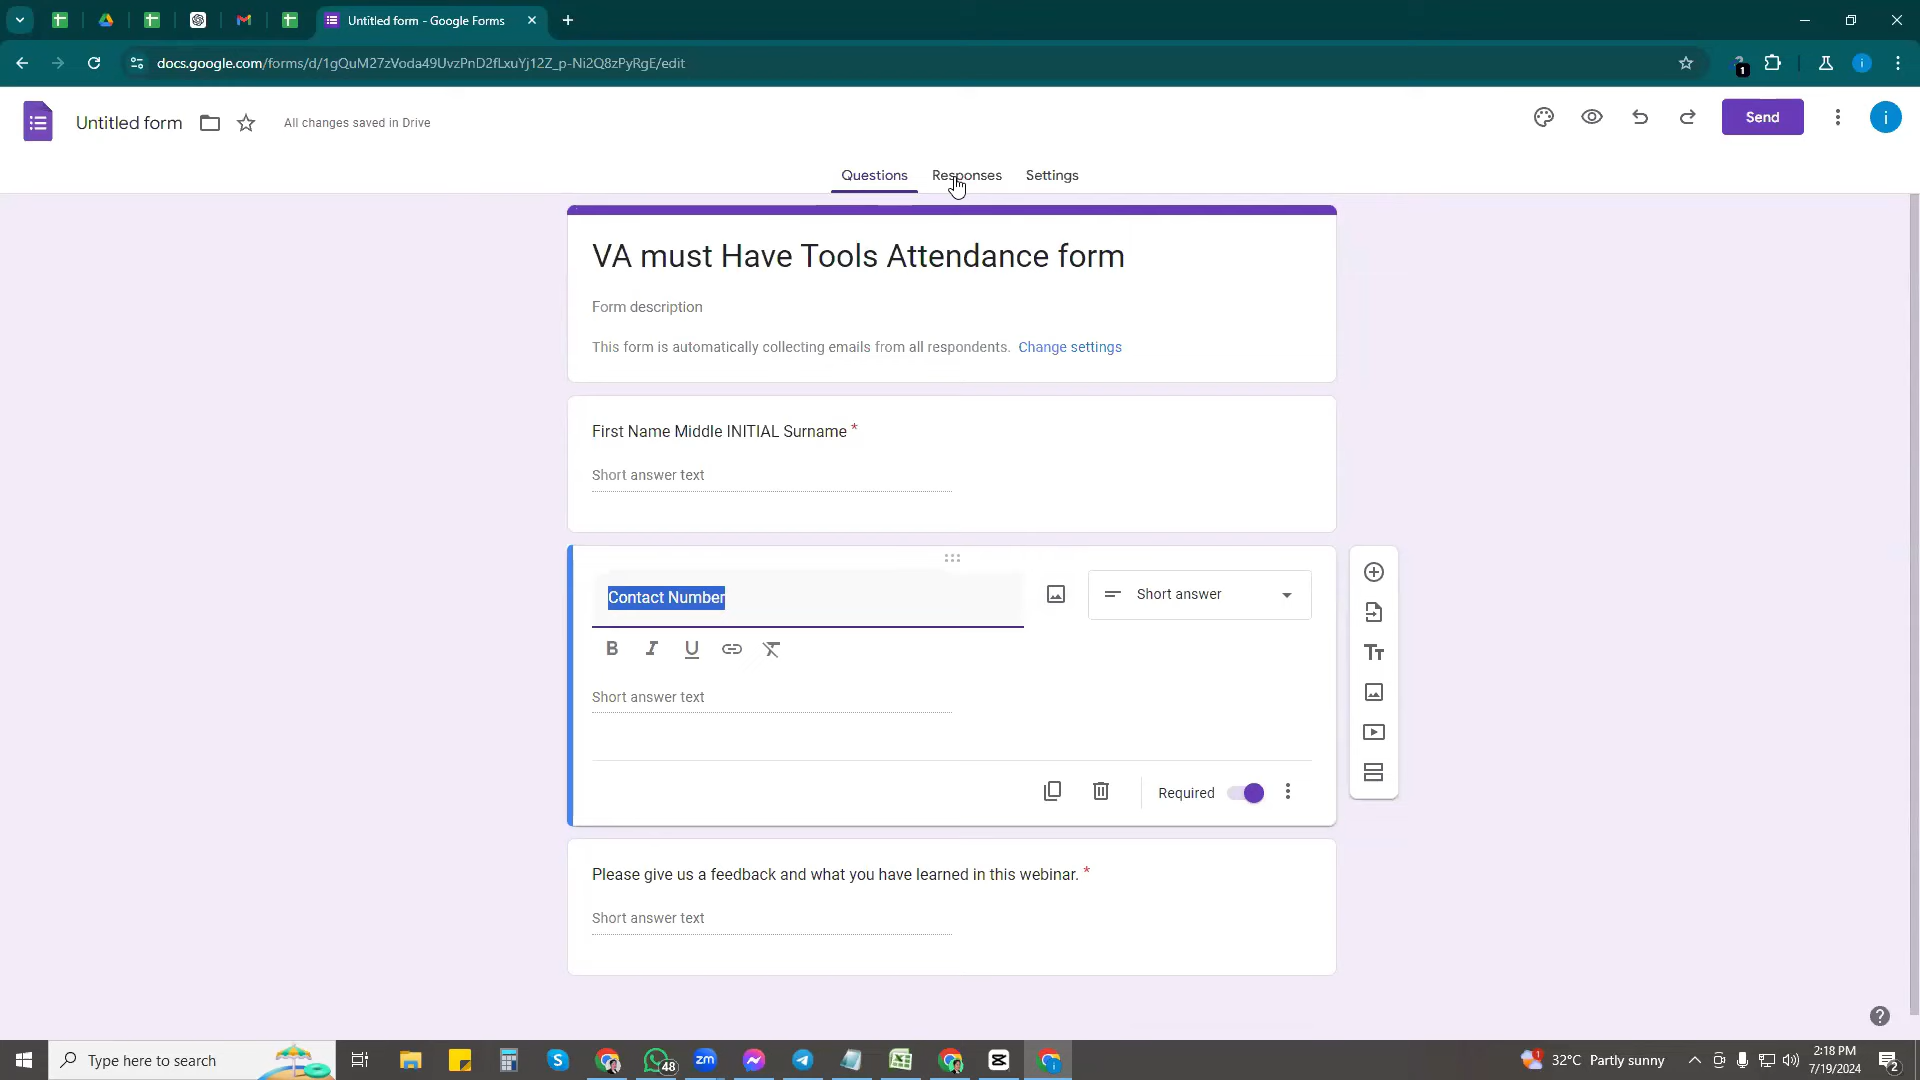 Untitled form - Google Forms
docs.google.com/forms/d/1gQuM27zVoda49UvzPnD2fLxuYj12Z_p-Ni2Q8zPyRgE/edit
1
i
Untitled form
All changes saved in Drive
Send
i
Questions
Responses
Settings
VA must Have Tools Attendance form
Form description
This form is automatically collecting emails from all respondents. Change settings
First Name Middle INITIAL Surname *
Short answer text
Contact Number
Short answer
B I U
Short answer text
Required
Please give us a feedback and what you have learned in this webinar. *
Short answer text
Type here to search
48
zm
32°C Partly sunny
2:18 PM
7/19/2024
2